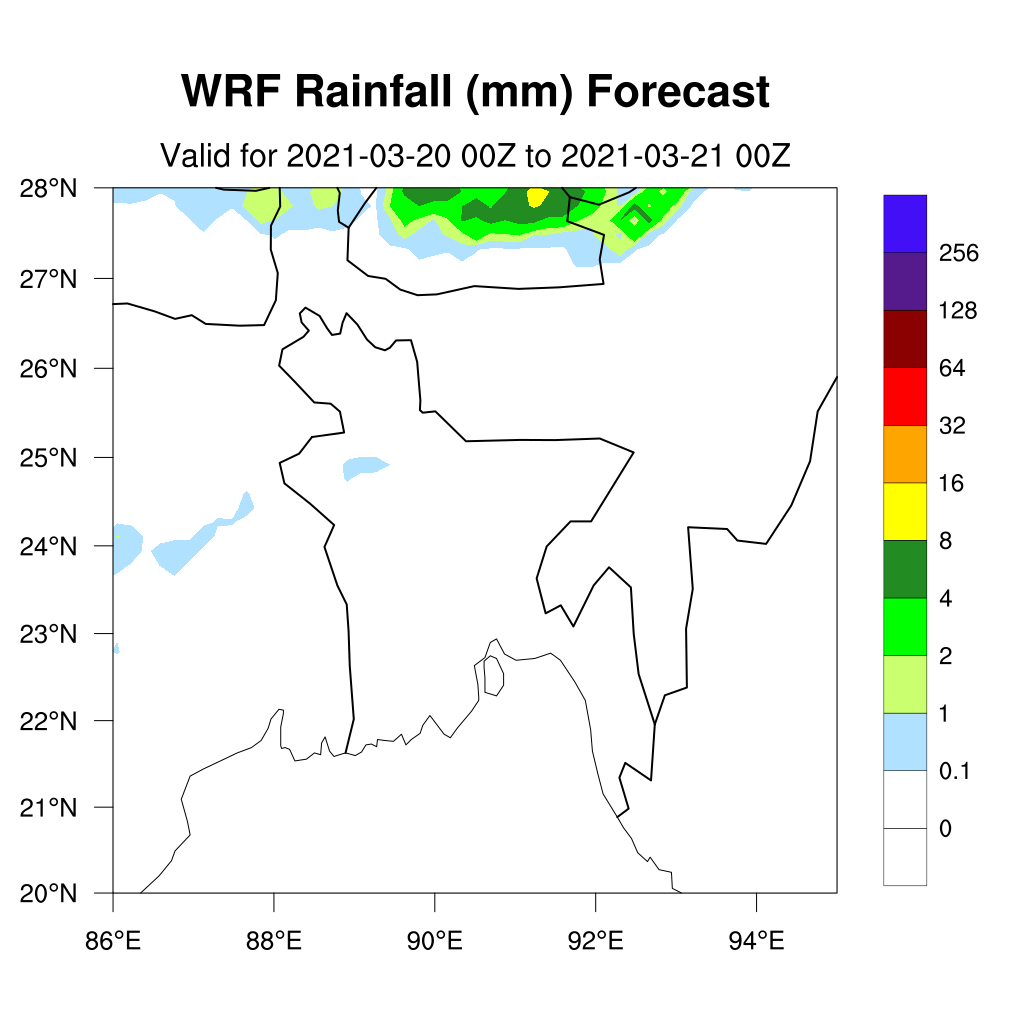 WRF Rainfall (mm) Forecast
Valid for 2021-03-20 00Z to 2021-03-21 00Z
28°N
27°N
26°N
25°N
24°N
23°N
22°N
21°N
20°N
86°E 88°E 90°E 92°E 94°E
256
128
64
32
16
8
4
2
1
0.1
0